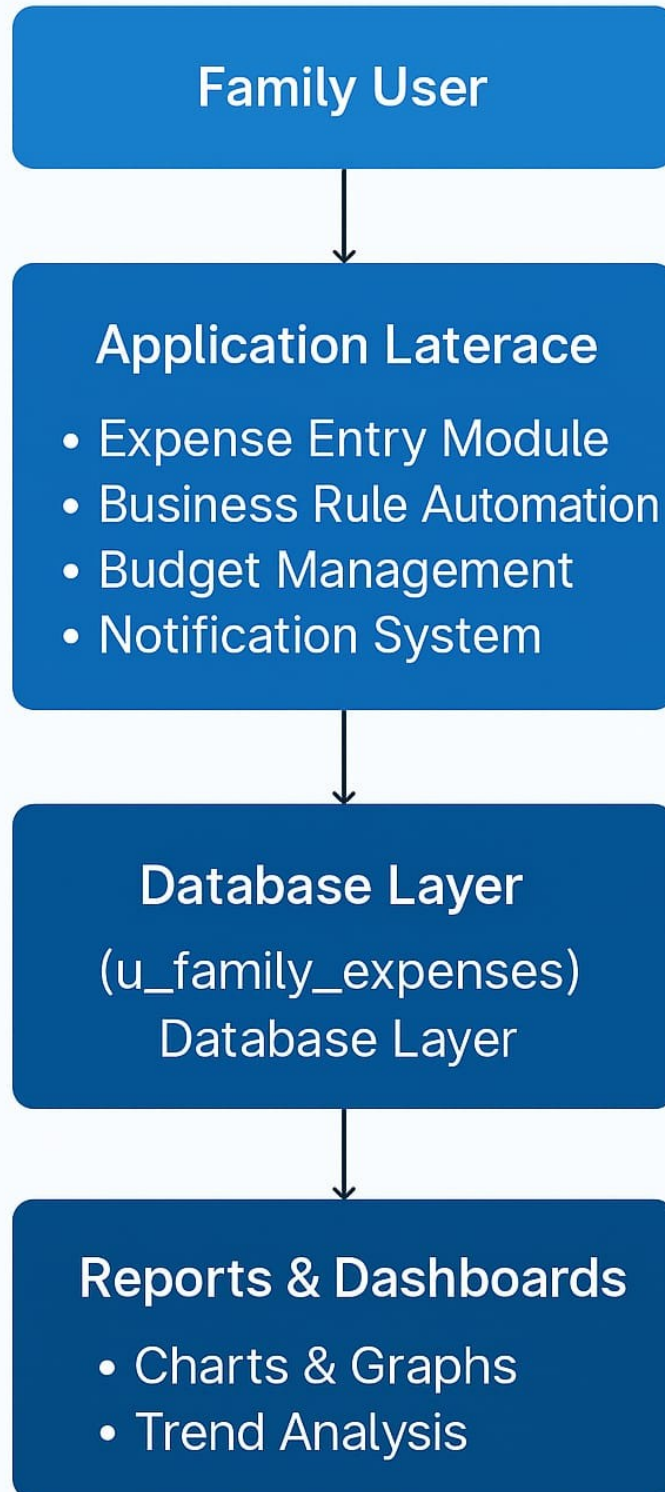 Family User
Application Laterace
• Expense Entry Module
• Business Rule Automation
• Budget Management
• Notification System
Database Layer
(u_family_expenses)
Database Layer
Reports & Dashboards
• Charts & Graphs
• Trend Analysis